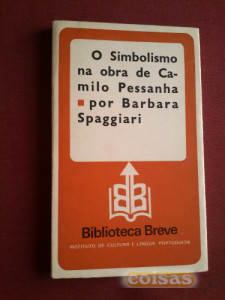 O Simbolismo
na obra de Ca-
milo Pessanha
por Barbara
Spaggiari
Biblioteca Breve
INSTITUTO DE CULTURA E LÍNGUA PORTUGUESA
coisas